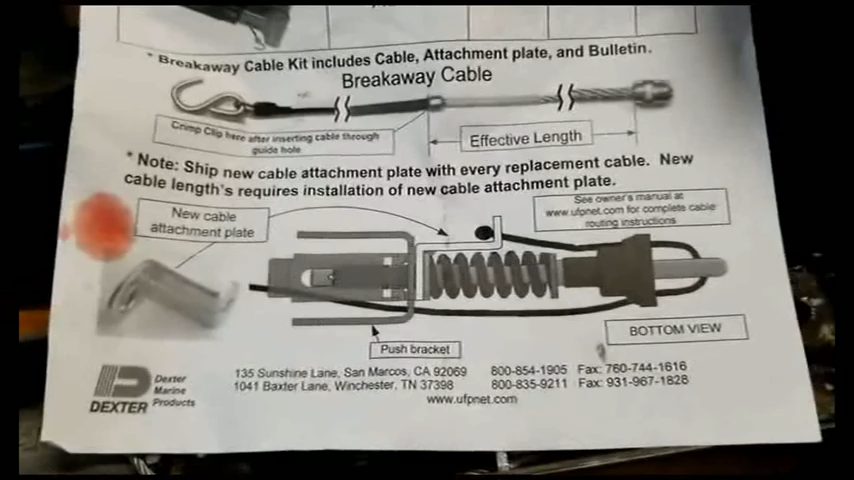 * Breakaway Cable Kit includes Cable, Attachment plate, and Bulletin.
Breakaway Cable
Crimp Clip here after inserting cable through
guide hole
Effective Length
* Note: Ship new cable attachment plate with every replacement cable. New
cable length's requires installation of new cable attachment plate.
New cable
attachment plate
See owner's manual at
www.ufpnet.com for complete cable
routing instructions
Push bracket
BOTTOM VIEW
Dexter
Marine
Products
DEXTER
135 Sunshine Lane, San Marcos, CA 92069 800-854-1905 Fax: 760-744-1616
1041 Baxter Lane, Winchester, TN 37398 800-835-9211 Fax: 931-967-1828
www.ufpnet.com